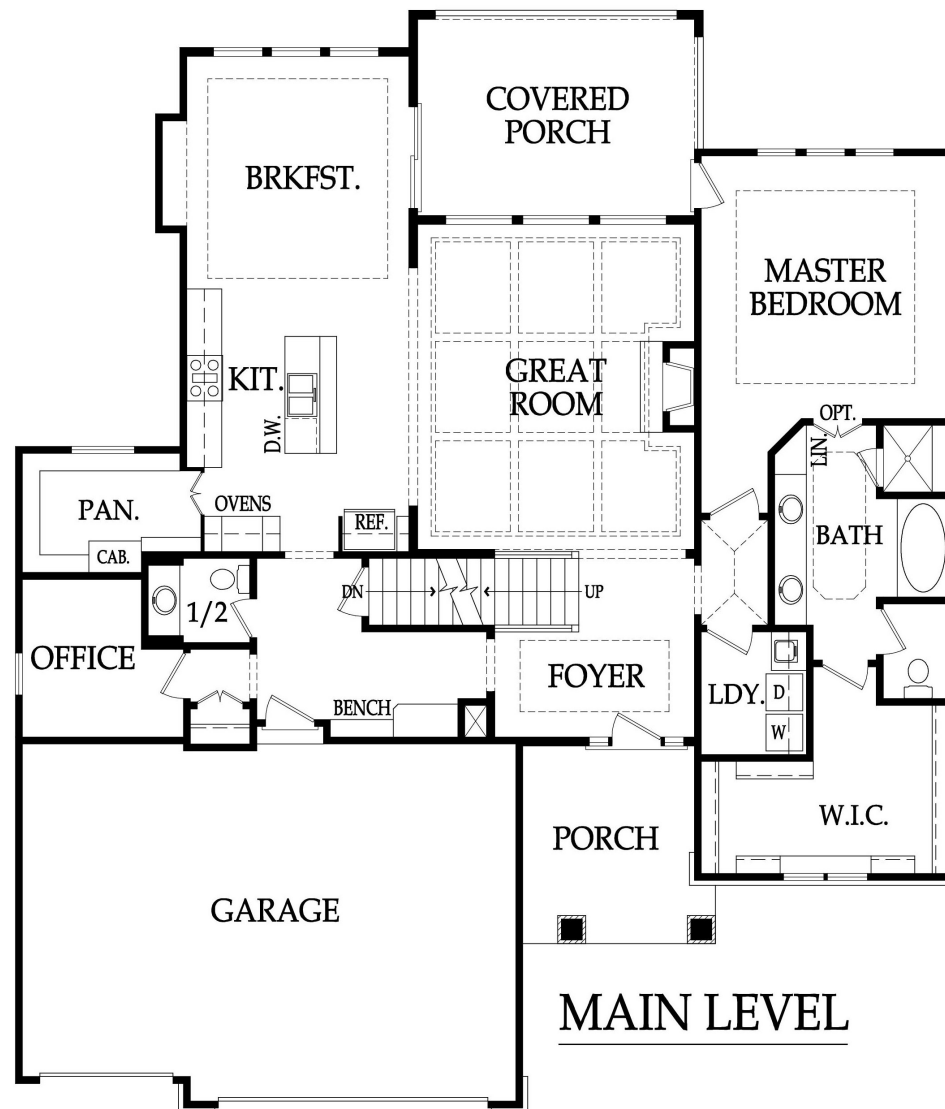 COVERED
PORCH
BRKFST.
MASTER
BEDROOM
GREAT
ROOM
KIT.
D.W.
OPT.
LIN.
PAN.
OVENS
REF.
BATH
CAB.
DN
UP
1/2
OFFICE
FOYER
LDY.
D
BENCH
W
W.I.C.
PORCH
GARAGE
MAIN LEVEL